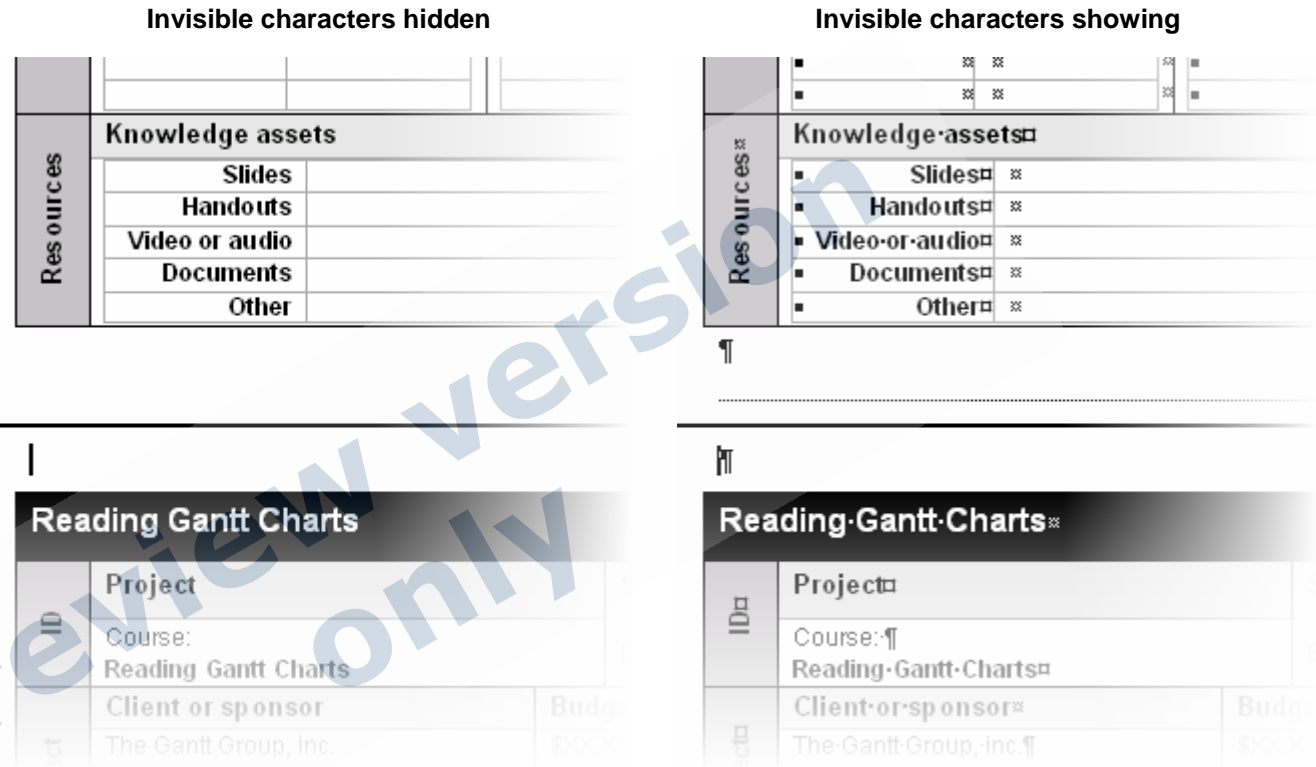 Invisible characters hidden
Knowledge assets
Resources
Slides
Handouts
Video or audio
Documents
Other
Reading Gantt Charts
ID
Project
Course:
Reading Gantt Charts
Client or sponsor
The Gantt Group, inc.
Invisible characters showing
▪ ¤ ¤ ¤ ▪
▪ ¤ ¤ ¤ ▪
Knowledge·assets¤
Resources¤
▪ Slides¤ ¤
▪ Handouts¤ ¤
▪ Video·or·audio¤ ¤
▪ Documents¤ ¤
▪ Other¤ ¤
¶
¶
Reading·Gantt·Charts¤
ID¤
Project¤
Course:·¶
Reading·Gantt·Charts¤
Client·or·sponsor¤
The·Gantt·Group,·inc.¶
version
only